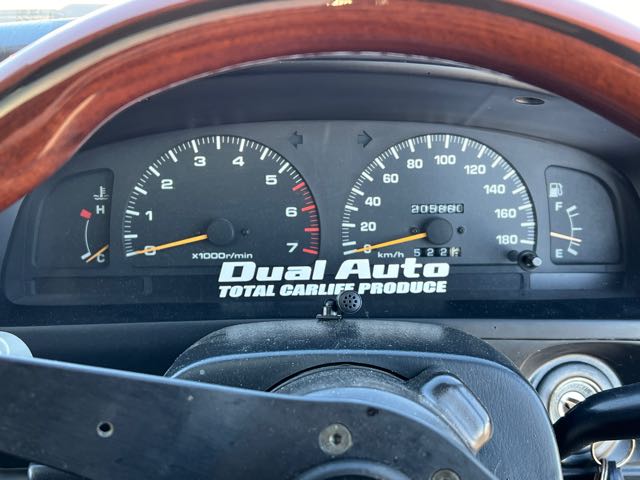 3 4
2 5
1 6
0 7
x1000r/min
H
C
80 100 120
60 140
40 160
20 180
0
km/h
205880
F
E
Dual Auto
TOTAL CARLIFE PRODUCE